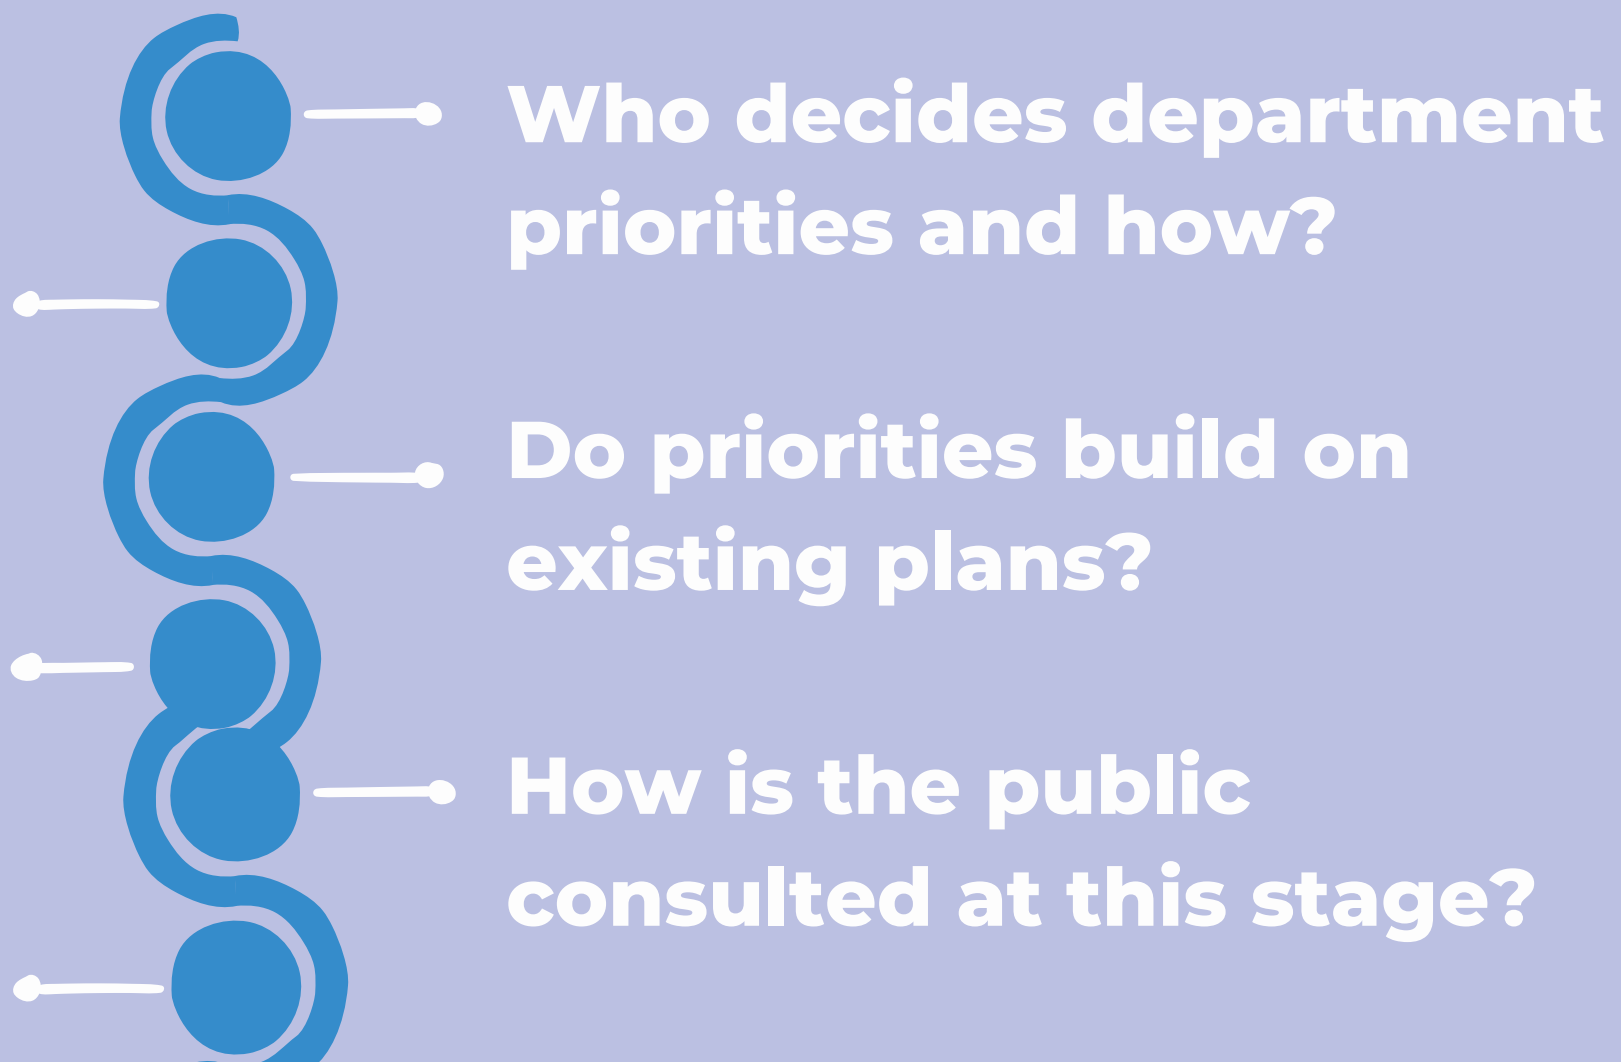 Who decides department
priorities and how?
Do priorities build on
existing plans?
How is the public
consulted at this stage?